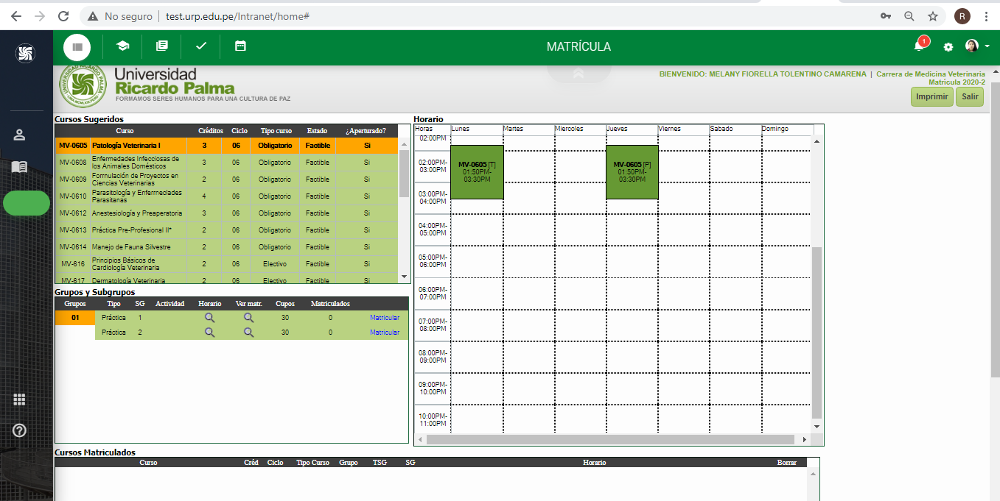 No seguro | test.urp.edu.pe/Intranet/home#
R
MATRÍCULA
1
Universidad
Ricardo Palma
FORMAMOS SERES HUMANOS PARA UNA CULTURA DE PAZ
BIENVENIDO: MELANY FIORELLA TOLENTINO CAMARENA | Carrera de Medicina Veterinaria
Matrícula 2020-2
Imprimir Salir
Cursos Sugeridos
Curso Créditos Ciclo Tipo curso Estado ¿Aperturado?
MV-0605 Patología Veterinaria I 3 06 Obligatorio Factible Si
MV-0608 Enfermedades Infecciosas de los Animales Domésticos 3 06 Obligatorio Factible Si
MV-0609 Formulación de Proyectos en Ciencias Veterinarias 2 06 Obligatorio Factible Si
MV-0610 Parasitología y Enfermeclades Parasitanas 4 06 Obligatorio Factible Si
MV-0612 Anestesiología y Preaperatoria 3 06 Obligatorio Factible Si
MV-0613 Práctica Pre-Profesional II* 2 06 Obligatorio Factible Si
MV-0614 Manejo de Fauna Silvestre 2 06 Obligatorio Factible Si
MV-616 Principios Básicos de Cardiología Veterinaria 2 06 Electivo Factible Si
MV-617 Dermatología Veterinaria 2 06 Electivo Factible Si
Grupos y Subgrupos
Grupos Tipo SG Actividad Horario Ver matr. Cupos Matriculados
01 Práctica 1 30 0 Matricular
Práctica 2 30 0 Matricular
Horario
Horas Lunes Martes Miercoles Jueves Viernes Sabado Domingo
02:00PM
02:00PM-
03:00PM
MV-0605 [T]
01:50PM-
03:30PM
MV-0605 [P]
01:50PM-
03:30PM
03:00PM-
04:00PM
04:00PM-
05:00PM
05:00PM-
06:00PM
06:00PM-
07:00PM
07:00PM-
08:00PM
08:00PM-
09:00PM
09:00PM-
10:00PM
10:00PM-
11:00PM
Cursos Matriculados
Curso Créd Ciclo Tipo Curso Grupo TSG SG Horario Borrar